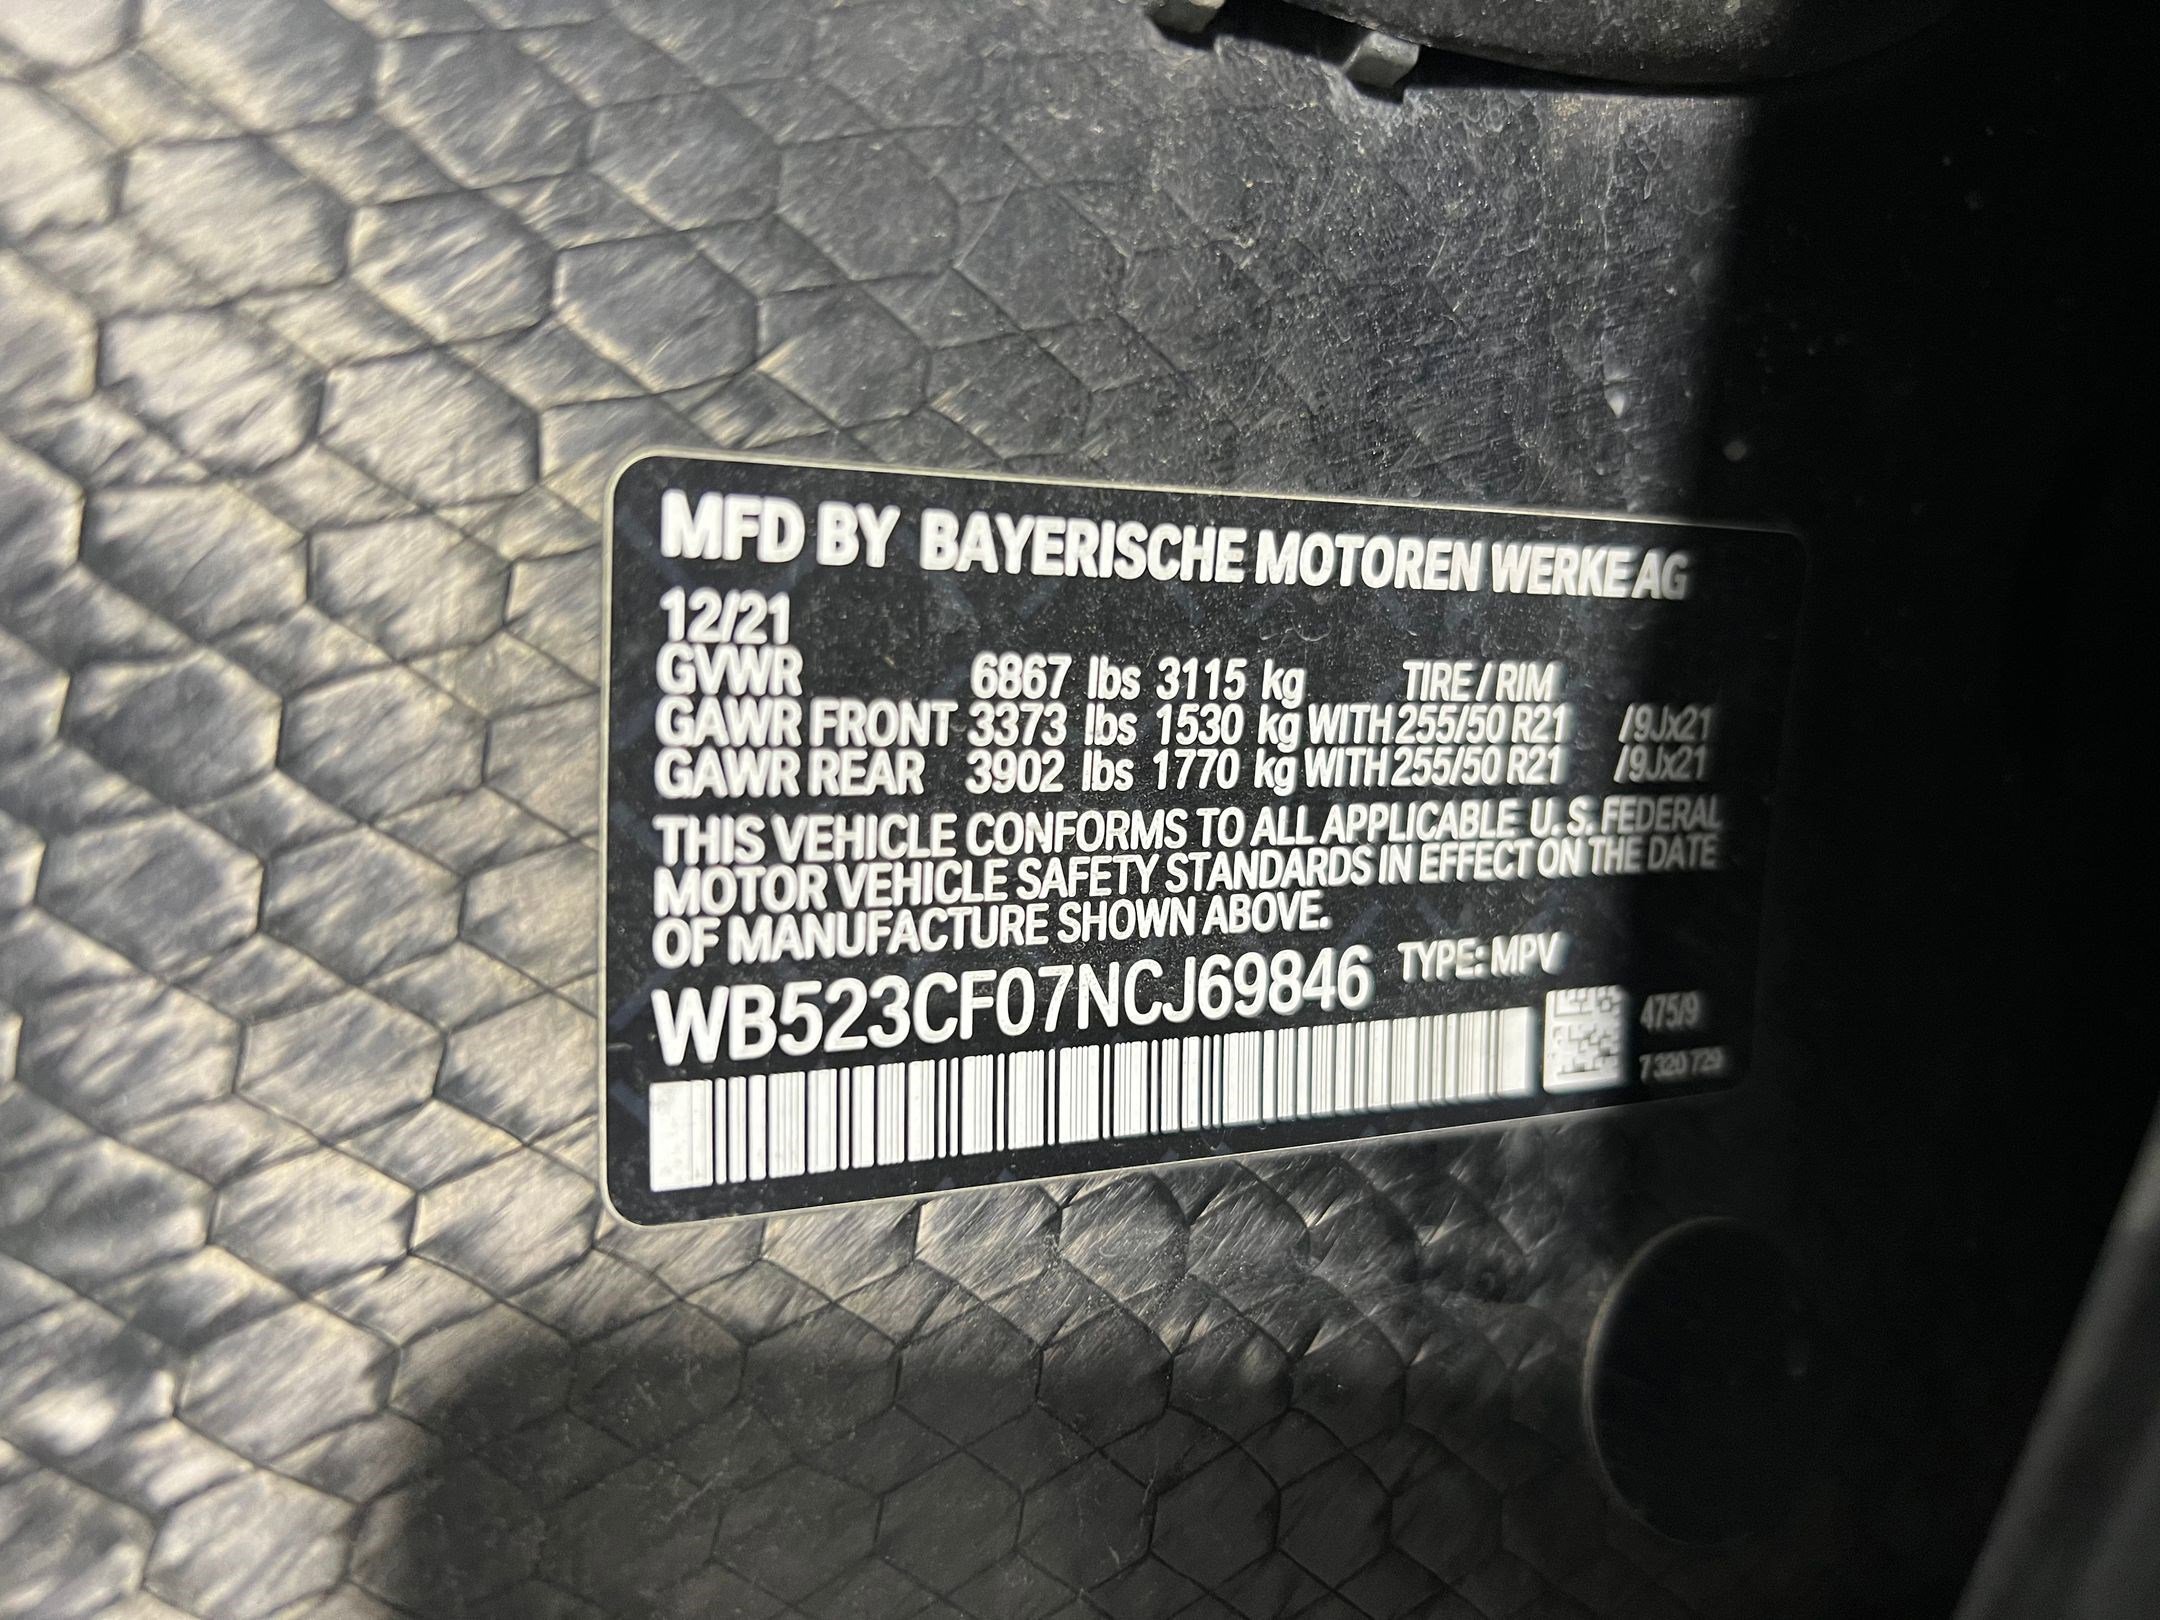 MFD BY BAYERISCHE MOTOREN WERKE AG
12/21
GVWR 6867 lbs 3115 kg TIRE / RIM
GAWR FRONT 3373 lbs 1530 kg WITH 255/50 R21 /9Jx21
GAWR REAR 3902 lbs 1770 kg WITH 255/50 R21 /9Jx21
THIS VEHICLE CONFORMS TO ALL APPLICABLE U.S. FEDERAL
MOTOR VEHICLE SAFETY STANDARDS IN EFFECT ON THE DATE
OF MANUFACTURE SHOWN ABOVE.
WB523CF07NCJ69846 TYPE: MPV
475/9
7 320 729